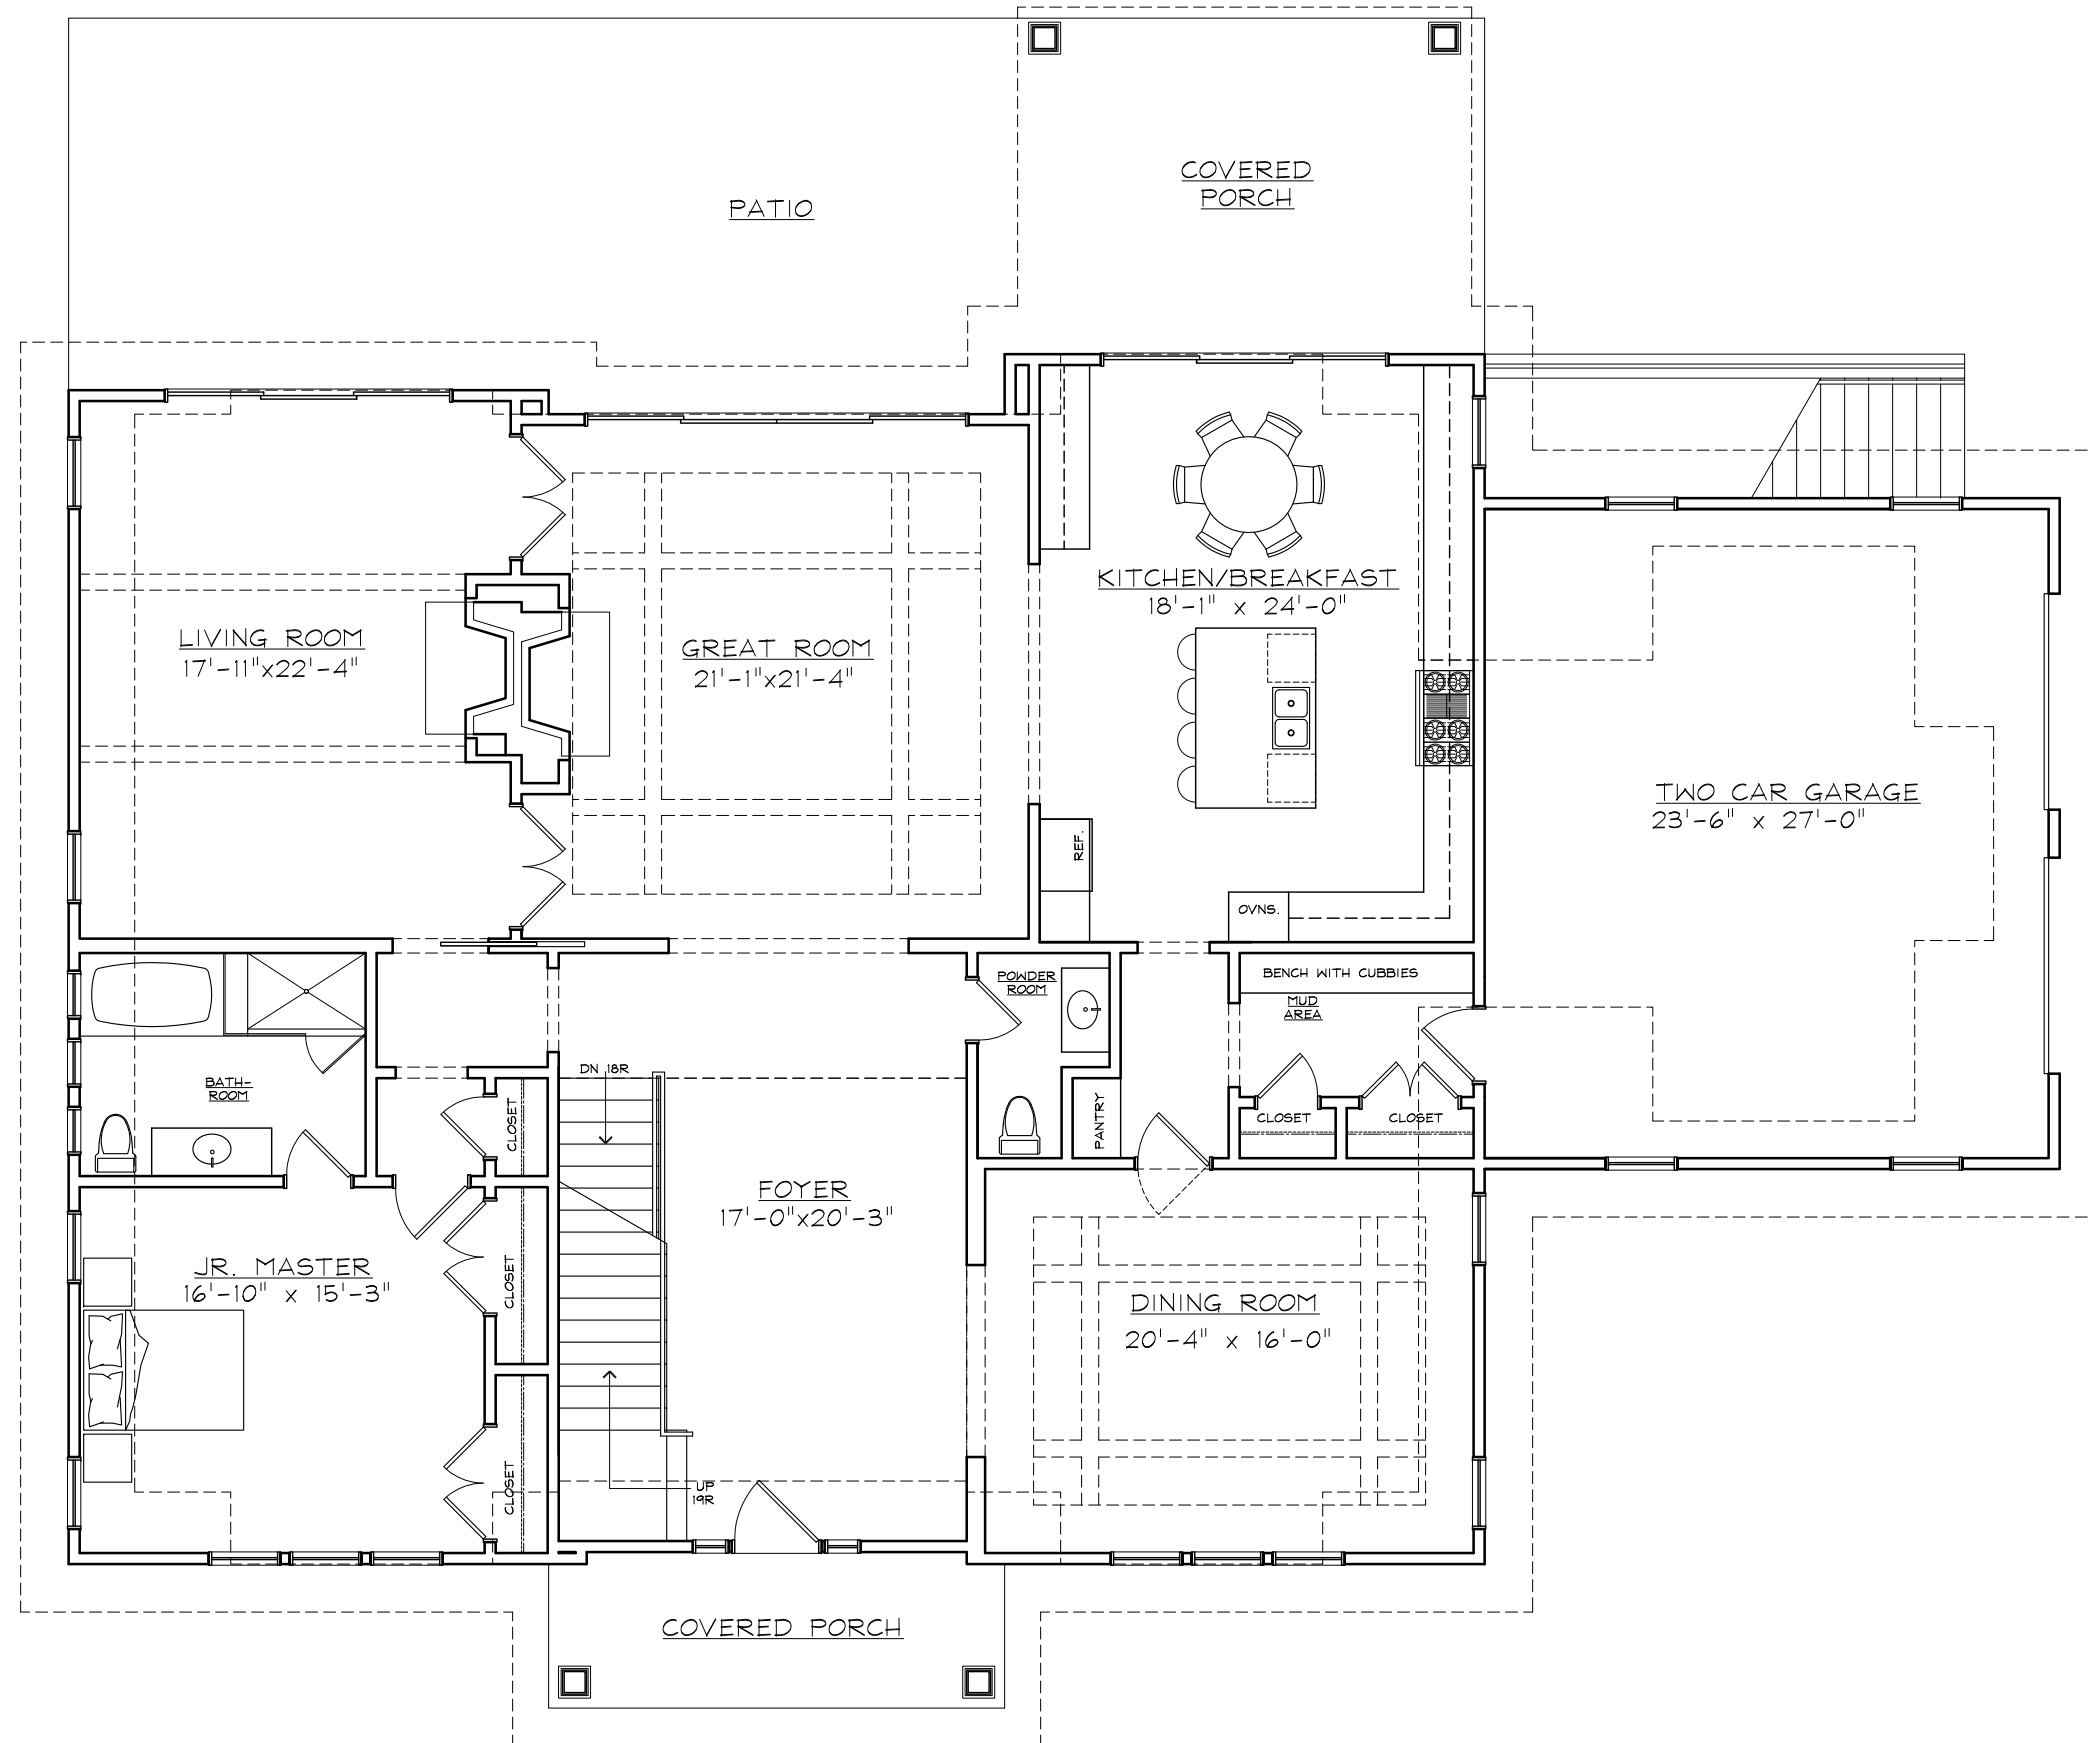 COVERED
PORCH
PATIO
KITCHEN/BREAKFAST
18'-1" x 24'-0"
LIVING ROOM
17'-11"x22'-4"
GREAT ROOM
21'-1"x21'-4"
TWO CAR GARAGE
23'-6" x 27'-0"
REF.
OVNS.
POWDER
ROOM
BENCH WITH CUBBIES
MUD
AREA
BATH-
ROOM
DN 18R
CLOSET
PANTRY
CLOSET
CLOSET
FOYER
17'-0"x20'-3"
JR. MASTER
16'-10" x 15'-3"
CLOSET
DINING ROOM
20'-4" x 16'-0"
CLOSET
UP
19R
COVERED PORCH